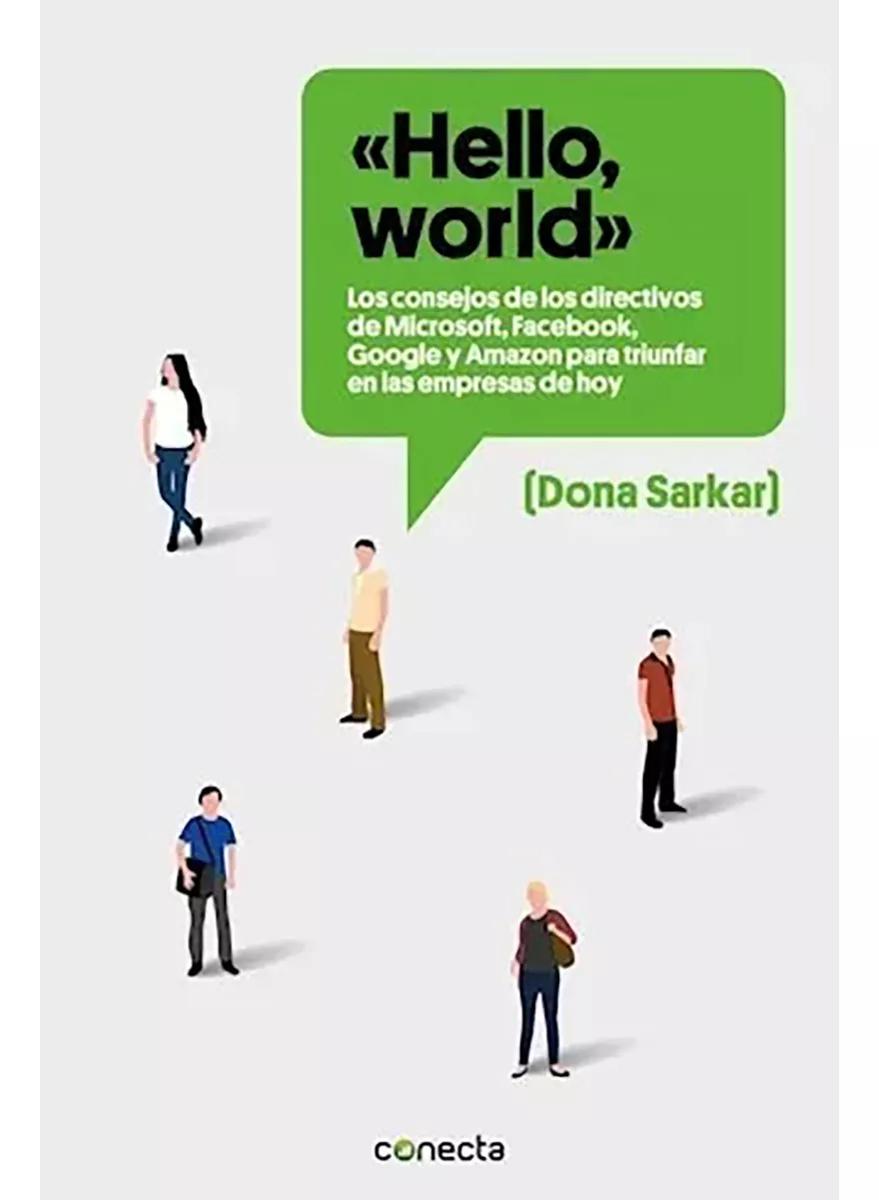 «Hello,
world»
Los consejos de los directivos
de Microsoft, Facebook,
Google y Amazon para triunfar
en las empresas de hoy
(Dona Sarkar)
conecta